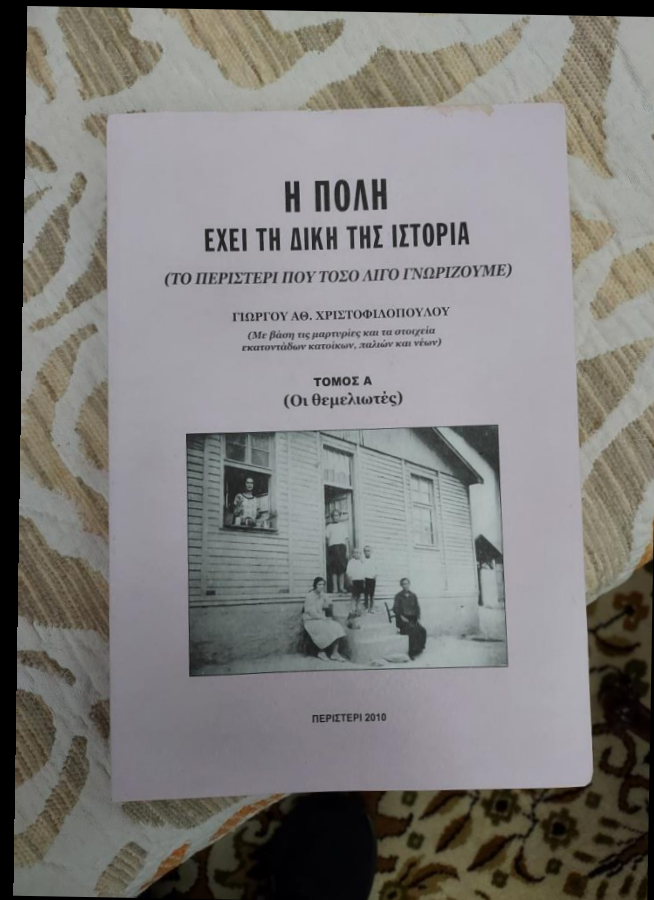 Η ΠΟΛΗ
ΕΧΕΙ ΤΗ ΔΙΚΗ ΤΗΣ ΙΣΤΟΡΙΑ
(ΤΟ ΠΕΡΙΣΤΕΡΙ ΠΟΥ ΤΟΣΟ ΛΙΓΟ ΓΝΩΡΙΖΟΥΜΕ)
ΓΙΩΡΓΟΥ ΑΘ. ΧΡΙΣΤΟΦΙΛΟΠΟΥΛΟΥ
(Με βάση τις μαρτυρίες και τα στοιχεία
εκατοντάδων κατοίκων, παλιών και νέων)
ΤΟΜΟΣ Α
(Οι θεμελιωτές)
ΠΕΡΙΣΤΕΡΙ 2010